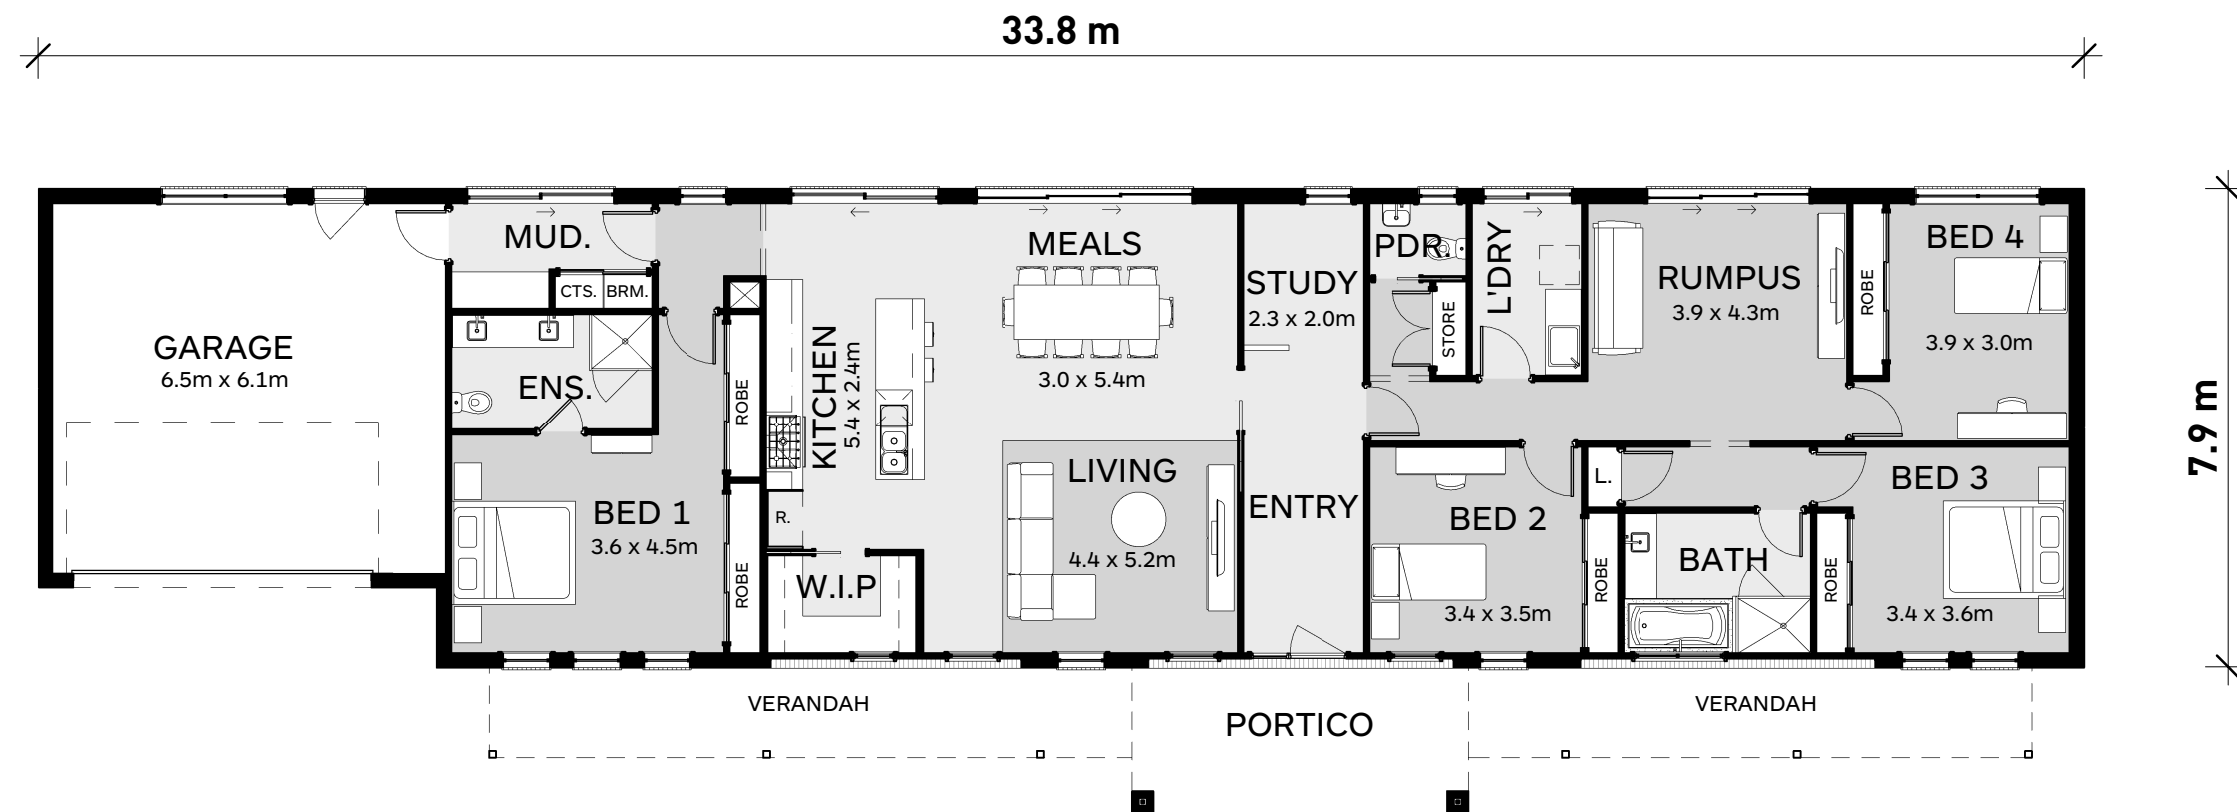 33.8 m
7.9 m
GARAGE
6.5m x 6.1m
MUD.
CTS.
BRM.
ENS.
BED 1
3.6 x 4.5m
ROBE
ROBE
KITCHEN
5.4 x 2.4m
R.
W.I.P
MEALS
3.0 x 5.4m
LIVING
4.4 x 5.2m
STUDY
2.3 x 2.0m
ENTRY
PDR.
STORE
L'DRY
RUMPUS
3.9 x 4.3m
ROBE
BED 4
3.9 x 3.0m
BED 2
3.4 x 3.5m
L.
ROBE
BATH
ROBE
BED 3
3.4 x 3.6m
VERANDAH
PORTICO
VERANDAH